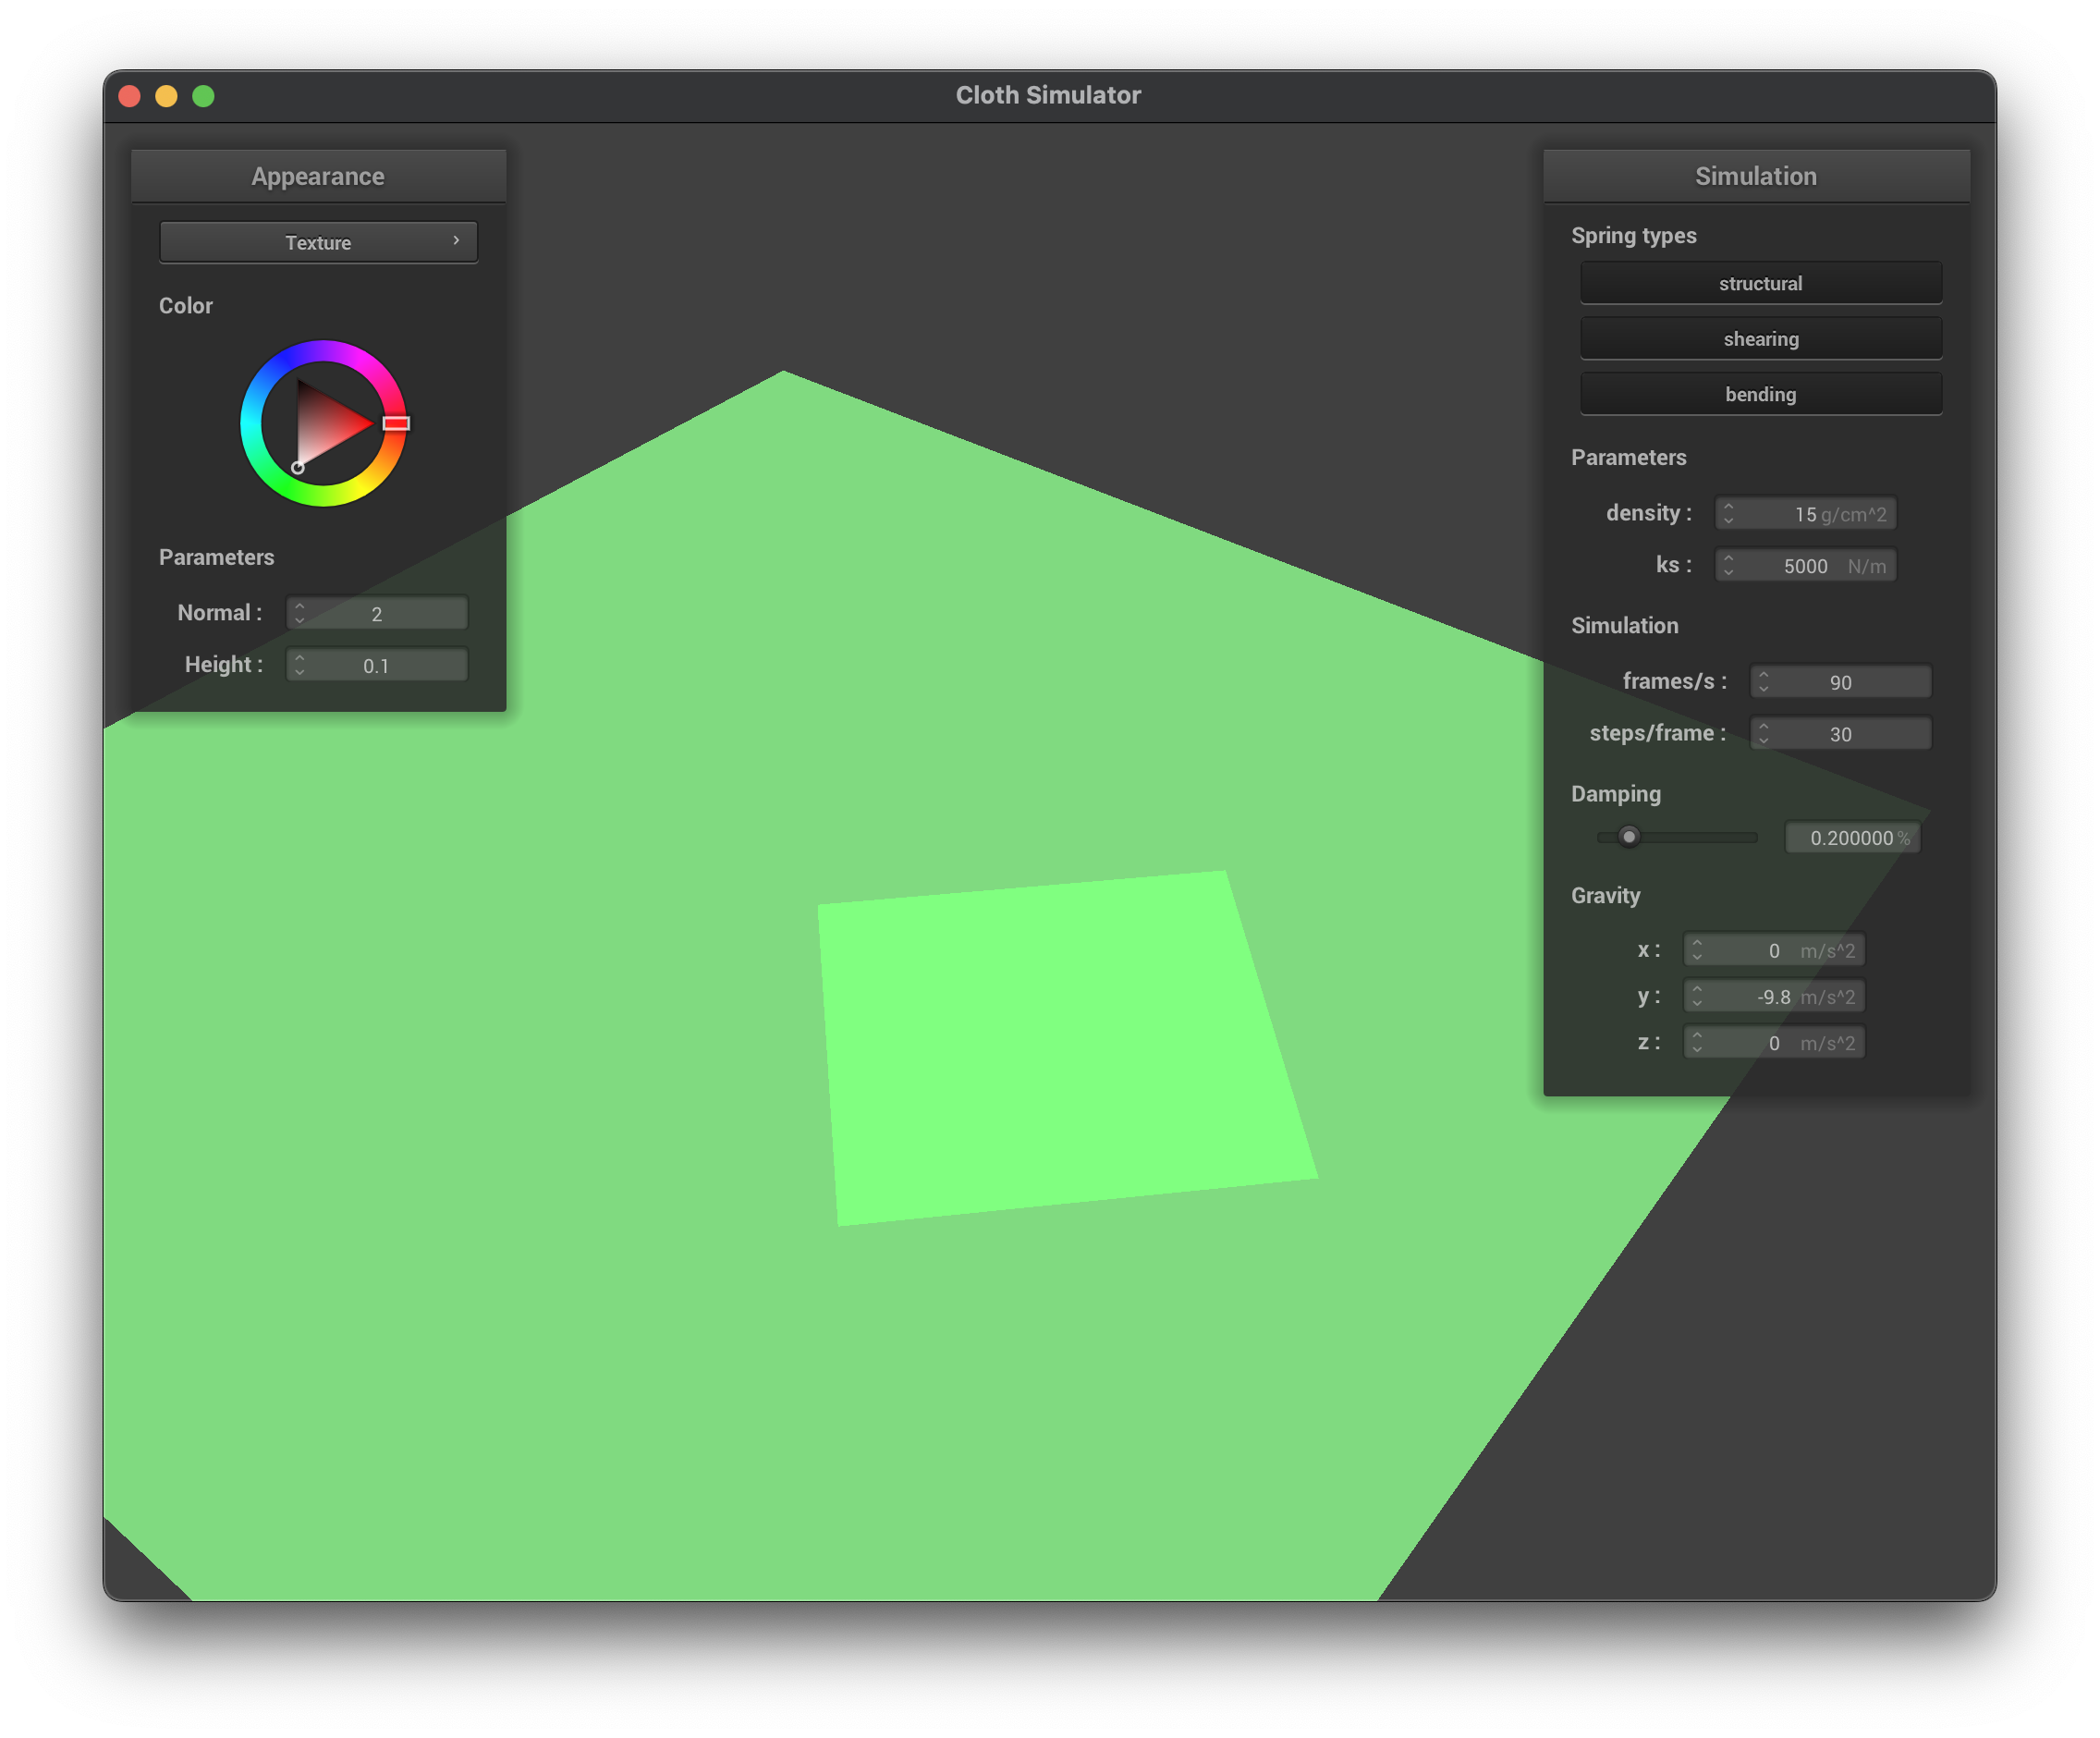 Cloth Simulator
Appearance
Texture
Color
Parameters
Normal : 2
Height : 0.1
Simulation
Spring types
structural
shearing
bending
Parameters
density : 15 g/cm^2
ks : 5000 N/m
Simulation
frames/s : 90
steps/frame : 30
Damping
0.200000 %
Gravity
x : 0 m/s^2
y : -9.8 m/s^2
z : 0 m/s^2